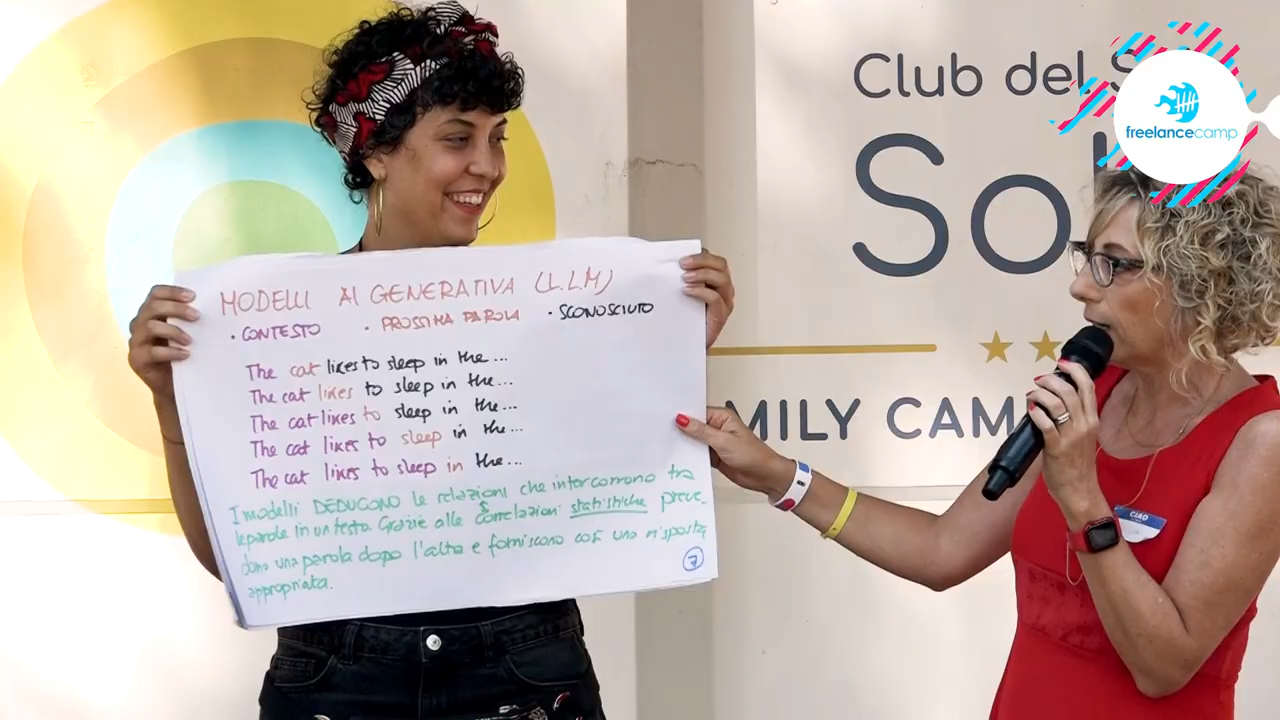 MODELLI AI GENERATIVA (L.L.M)
• CONTESTO • PROSSIMA PAROLA • SCONOSCIUTO
The cat likes to sleep in the...
The cat likes to sleep in the...
The cat likes to sleep in the...
The cat likes to sleep in the...
The cat likes to sleep in the...
I modelli DEDUCONO le relazioni che intercorrono tra
le parole in un testo. Grazie alle correlazioni statistiche preve-
dono una parola dopo l'altra e forniscono così una risposta
appropriata.
7
Club del S
So
MILY CAM
freelancecamp
CIAO